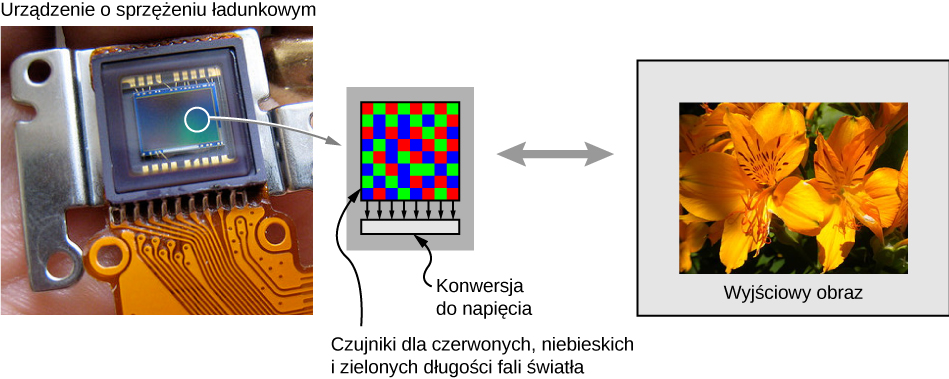 Urządzenie o sprzężeniu ładunkowym
Konwersja
do napięcia
Czujniki dla czerwonych, niebieskich
i zielonych długości fali światła
Wyjściowy obraz